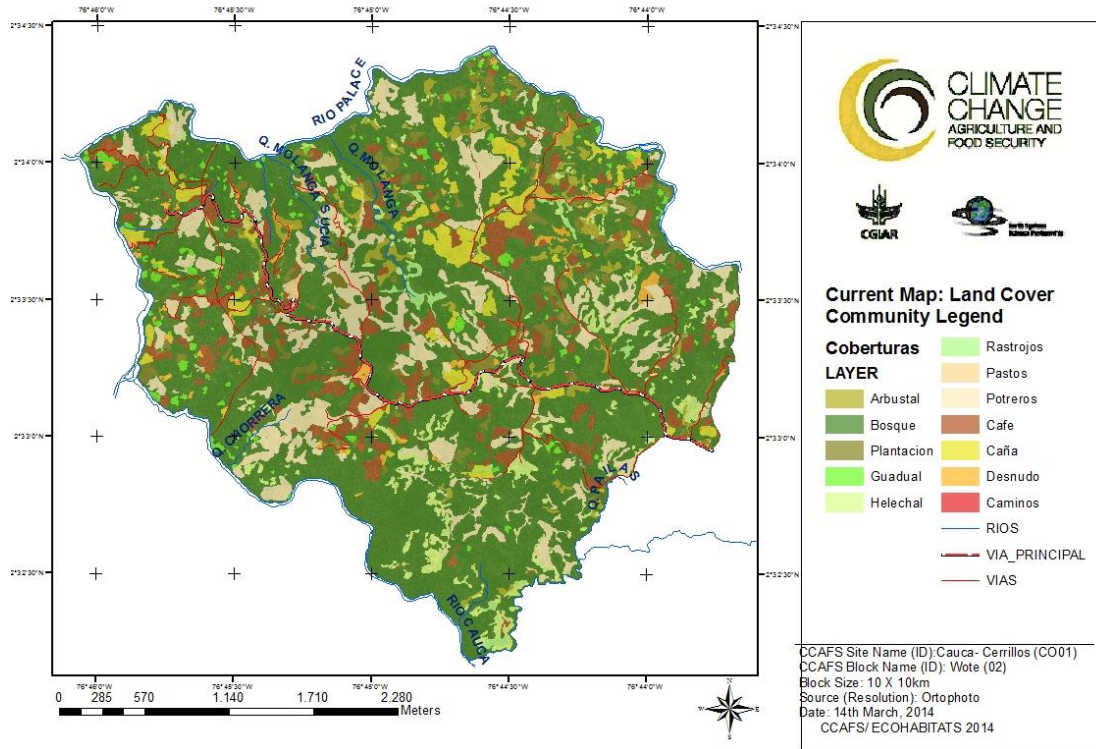 76°46'0"W 76°45'30"W 76°45'0"W 76°44'30"W 76°44'0"W
2°34'30"N 2°34'30"N
RIO PALACE
Q. MOLANGA SUCIA
Q. MOLANGA
2°34'0"N 2°34'0"N
2°33'30"N 2°33'30"N
Q. CHORRERA
2°33'0"N 2°33'0"N
Q. PAILAS
2°32'30"N 2°32'30"N
RIO CAUCA
76°46'0"W 76°45'30"W 76°45'0"W 76°44'30"W 76°44'0"W
0 285 570 1.140 1.710 2.280
Meters
N
W E
S
CLIMATE
CHANGE
AGRICULTURE AND
FOOD SECURITY
CGIAR
Current Map: Land Cover
Community Legend
Coberturas
LAYER
Arbustal
Bosque
Plantacion
Guadual
Helechal
Rastrojos
Pastos
Potreros
Cafe
Caña
Desnudo
Caminos
RIOS
VIA_PRINCIPAL
VIAS
CCAFS Site Name (ID):Cauca- Cerrillos (CO01)
CCAFS Block Name (ID): Wote (02)
Block Size: 10 X 10km
Source (Resolution): Ortophoto
Date: 14th March, 2014
CCAFS/ ECOHABITATS 2014